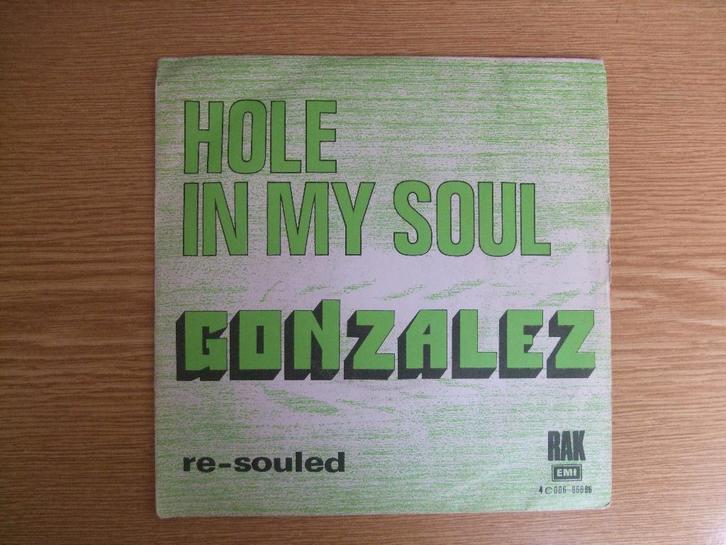 HOLE
IN MY SOUL
GONZALEZ
re-souled
RAK
EMI